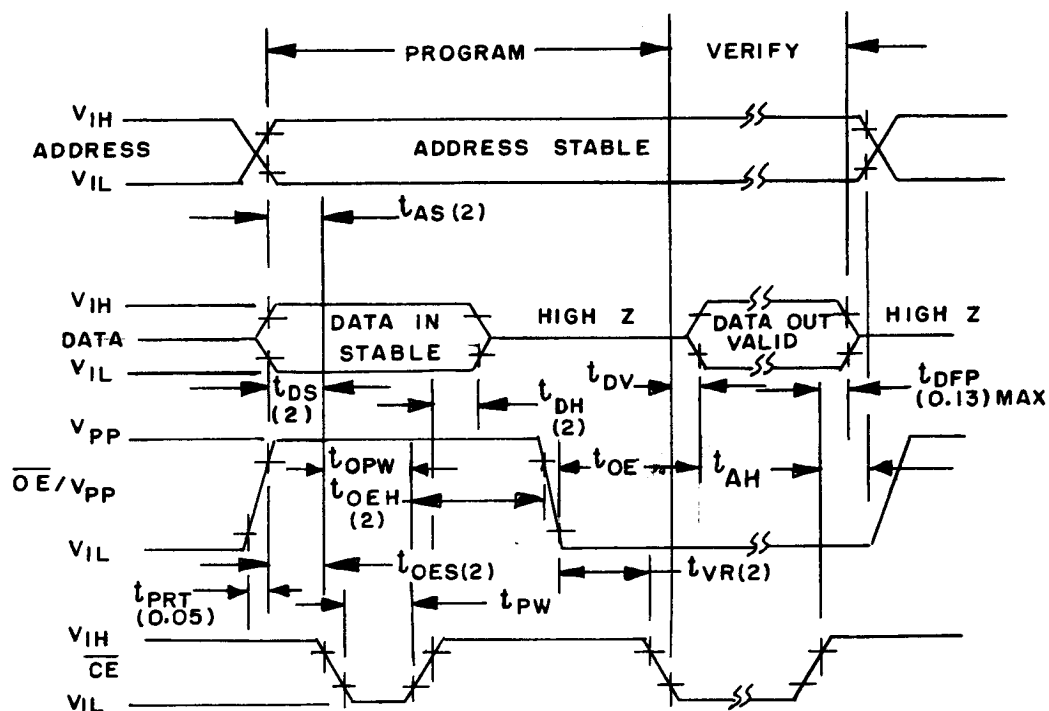 PROGRAM
VERIFY
VIH
ADDRESS
VIL
ADDRESS STABLE
tAS(2)
VIH
DATA
VIL
DATA IN
STABLE
HIGH Z
DATA OUT
VALID
HIGH Z
tDS
(2)
tDH
(2)
tDV
tDFP
(0.13) MAX
VPP
OE/VPP
VIL
tOPW
tOEH
(2)
tOE
tAH
tOES(2)
tVR(2)
tPRT
(0.05)
tPW
VIH
CE
VIL